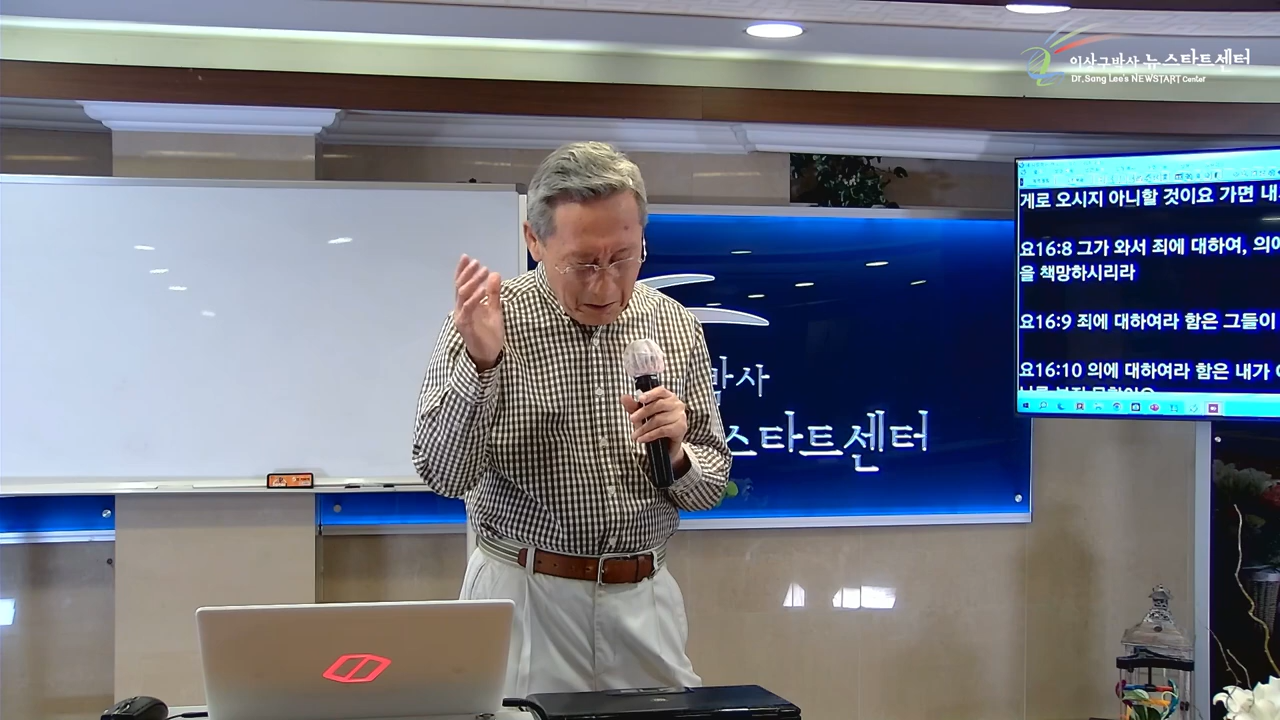 이상구박사 뉴스타트센터
Dr. Sang Lee's NEWSTART Center
게로 오시지 아니할 것이요 가면 내
요16:8 그가 와서 죄에 대하여, 의에
을 책망하시리라
요16:9 죄에 대하여라 함은 그들이
요16:10 의에 대하여라 함은 내가
박사
스타트센터